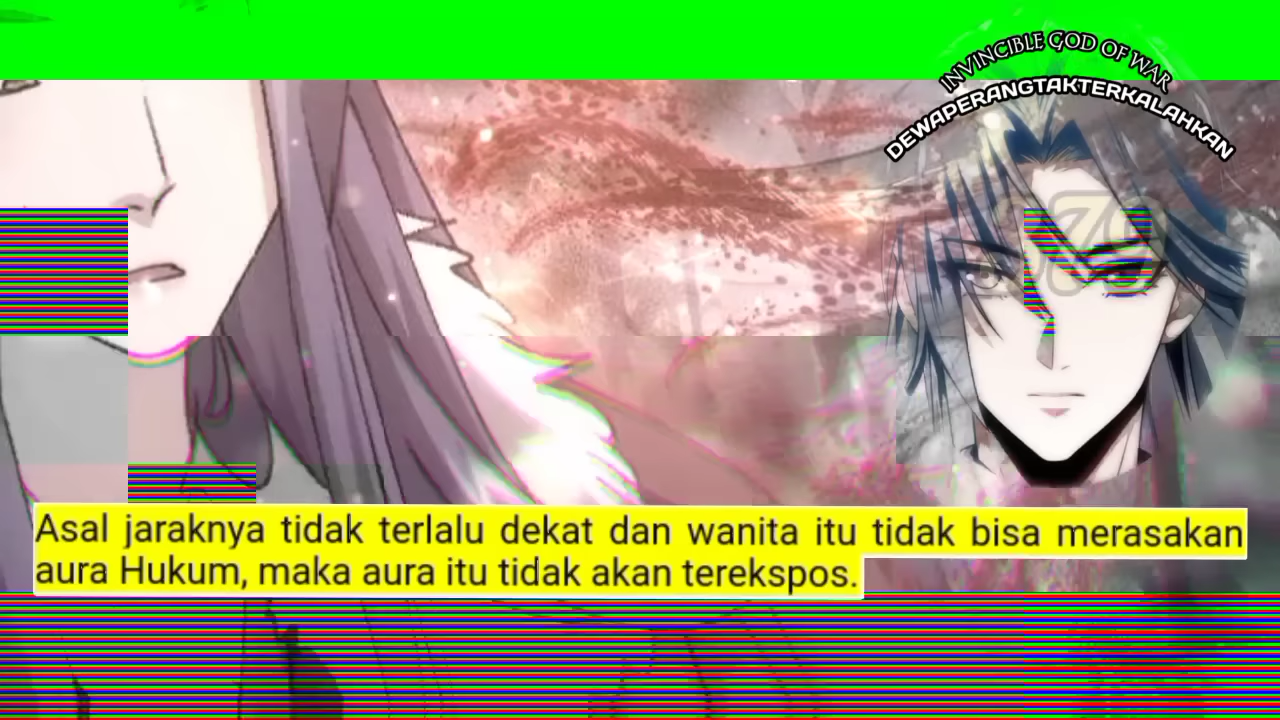 INVINCIBLE GOD OF WAR
DEWAPERANGTAKTERKALAHKAN
Asal jaraknya tidak terlalu dekat dan wanita itu tidak bisa merasakan
aura Hukum, maka aura itu tidak akan terekspos.